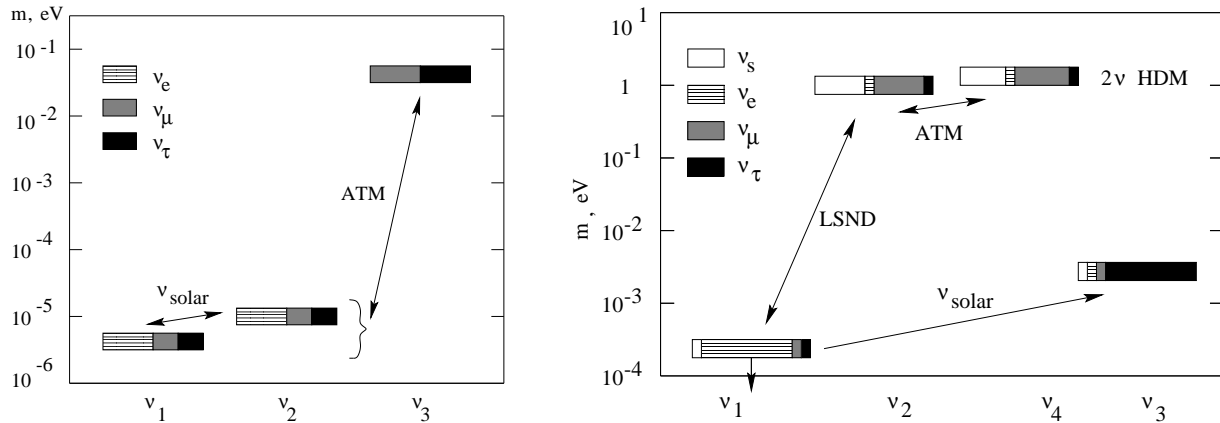 m, eV
10⁻¹
10⁻²
10⁻³
10⁻⁴
10⁻⁵
10⁻⁶
ν_e
ν_μ
ν_τ
ATM
ν_solar
ν_1
ν_2
ν_3
m , eV
10¹
1
10⁻¹
10⁻²
10⁻³
10⁻⁴
ν_s
ν_e
ν_μ
ν_τ
2ν HDM
ATM
LSND
ν_solar
ν_1
ν_2
ν_4
ν_3